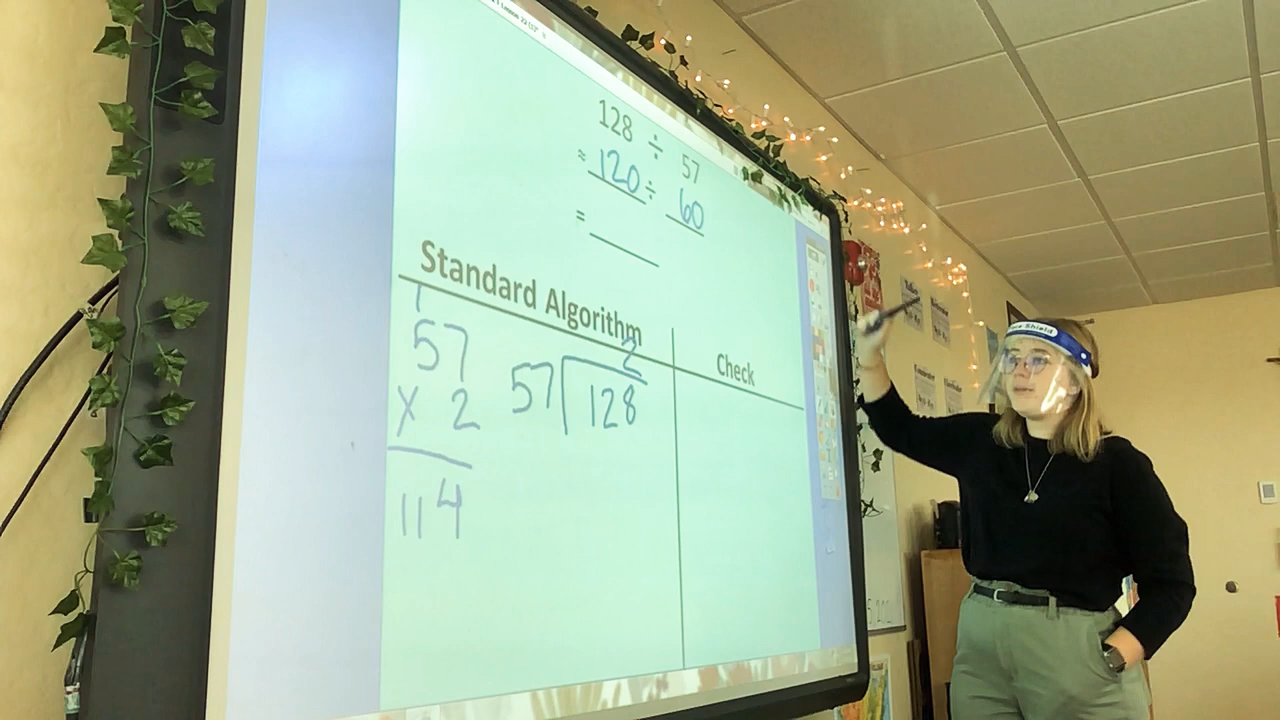 128 ÷ 57
≈ 120 ÷ 60
=
Standard Algorithm
Check
1
57
x 2
114
2
57 128
Face Shield